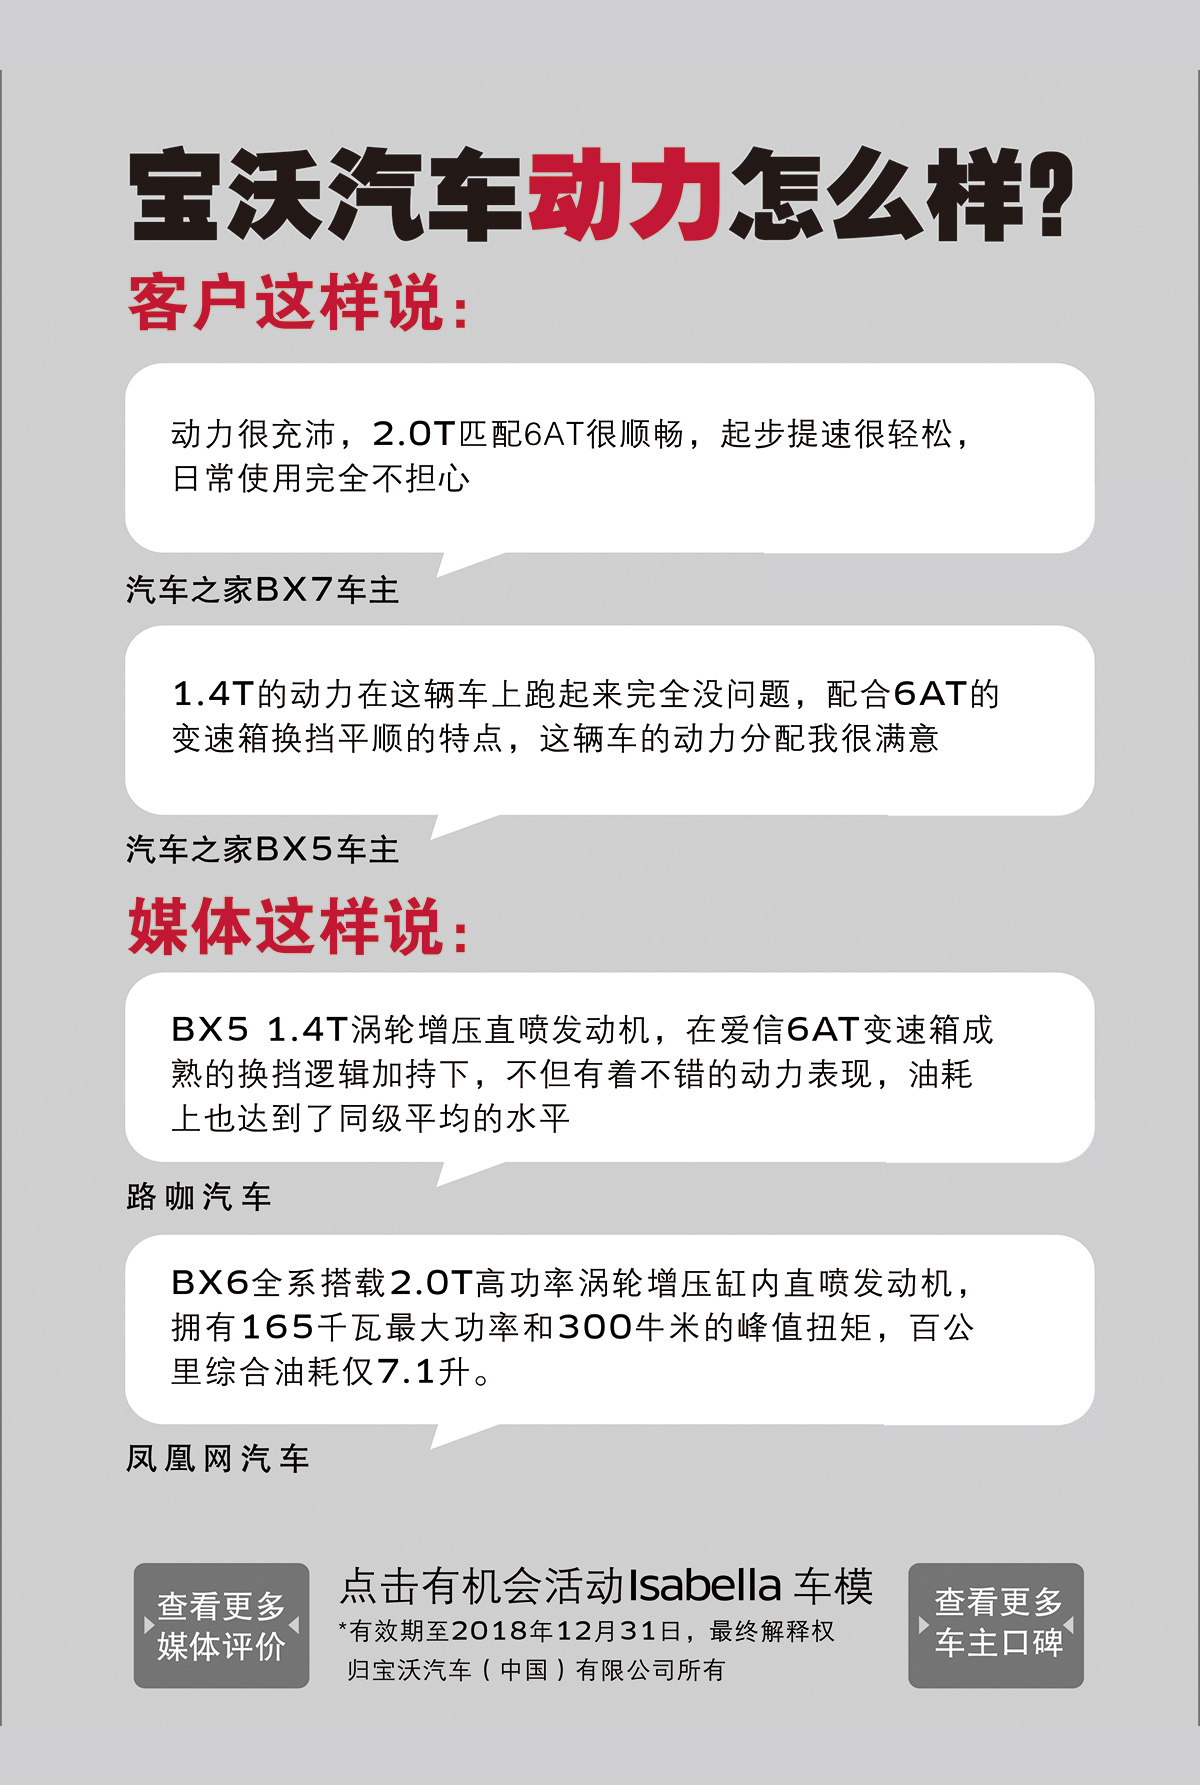 宝沃汽车动力怎么样?
客户这样说:
动力很充沛，2.0T匹配6AT很顺畅，起步提速很轻松，
日常使用完全不担心
汽车之家BX7车主
1.4T的动力在这辆车上跑起来完全没问题，配合6AT的
变速箱换挡平顺的特点，这辆车的动力分配我很满意
汽车之家BX5车主
媒体这样说:
BX5 1.4T涡轮增压直喷发动机，在爱信6AT变速箱成
熟的换挡逻辑加持下，不但有着不错的动力表现，油耗
上也达到了同级平均的水平
路咖汽车
BX6全系搭载2.0T高功率涡轮增压缸内直喷发动机，
拥有165千瓦最大功率和300牛米的峰值扭矩，百公
里综合油耗仅7.1升。
凤凰网汽车
查看更多
媒体评价
点击有机会活动Isabella 车模
*有效期至2018年12月31日，最终解释权
归宝沃汽车（中国）有限公司所有
查看更多
车主口碑